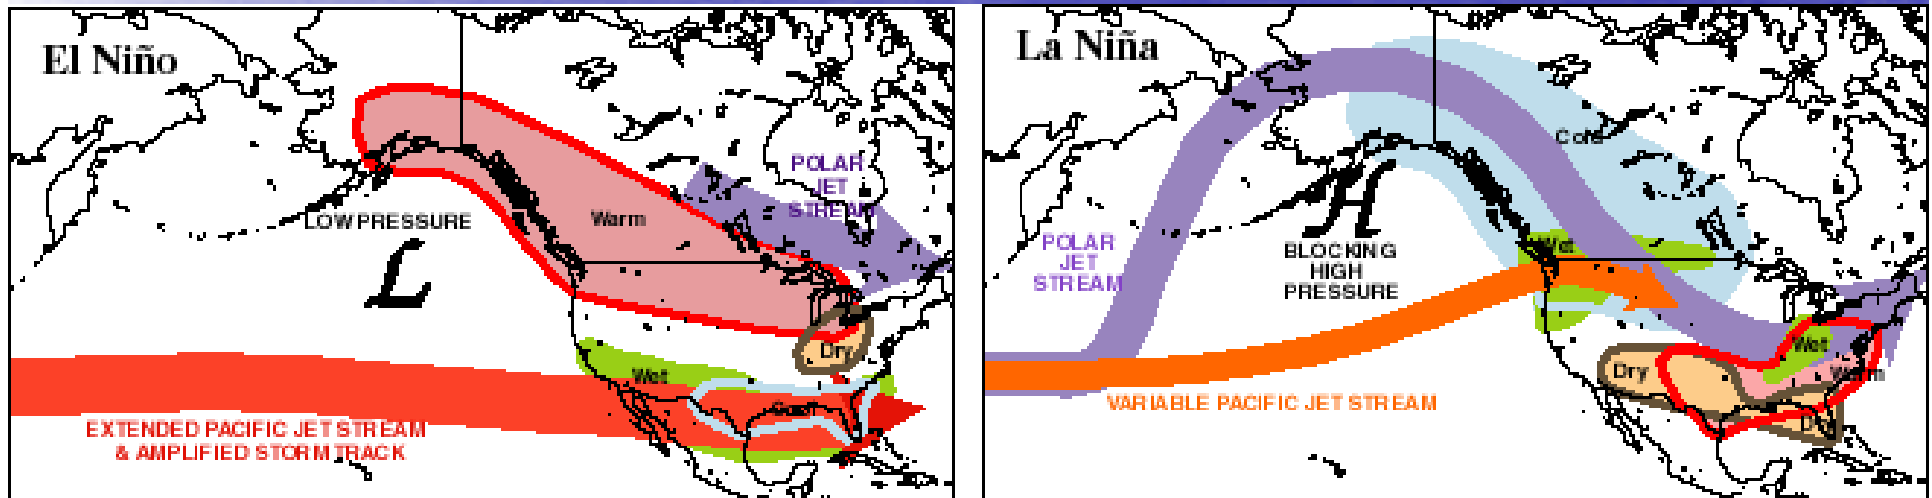 El Niño
POLAR
JET
STREAM
LOW PRESSURE
L
Warm
Dry
Wet
Cool
EXTENDED PACIFIC JET STREAM
& AMPLIFIED STORM TRACK
La Niña
Cold
H
POLAR
JET
STREAM
BLOCKING
HIGH
PRESSURE
Wet
VARIABLE PACIFIC JET STREAM
Dry
Wet
Warm
Dry